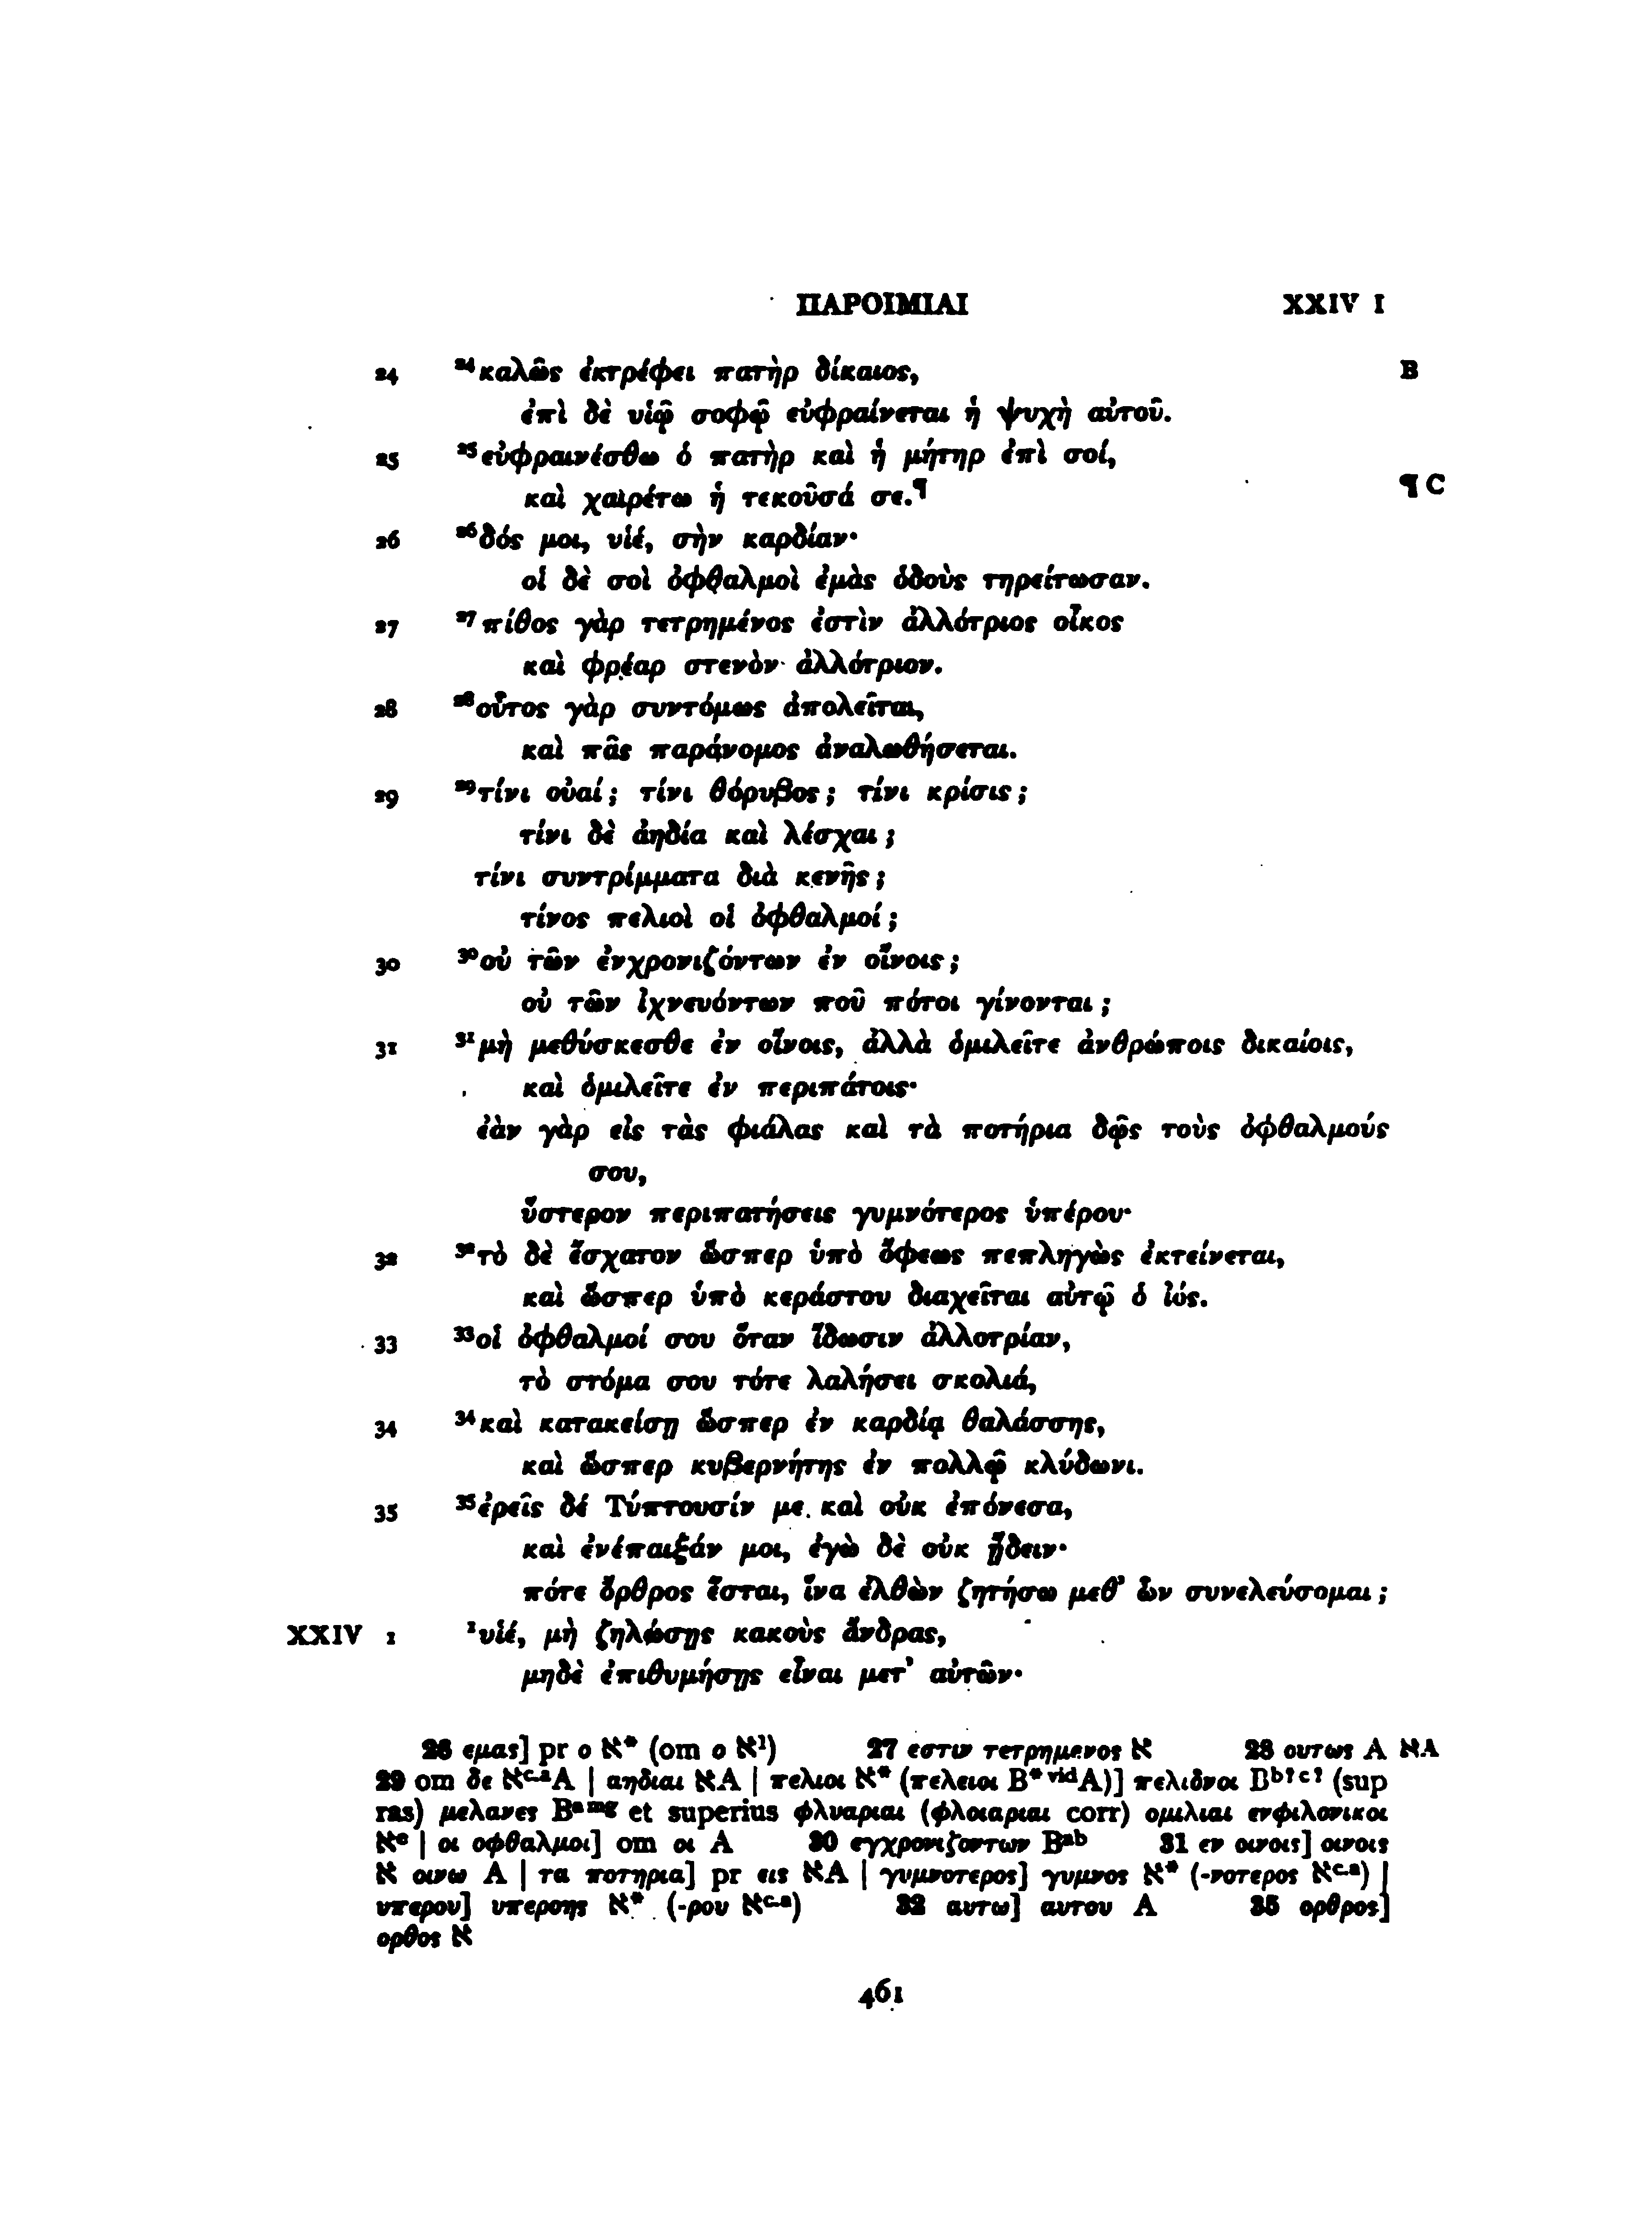 ΠΑΡΟΙΜΙΑΙ XXIV 1
24 ²⁴καλῶς ἐκτρέφει πατὴρ δίκαιος, B
ἐπὶ δὲ υἱῷ σοφῷ εὐφραίνεται ἡ ψυχὴ αὐτοῦ.
25 ²⁵εὐφραινέσθω ὁ πατὴρ καὶ ἡ μήτηρ ἐπὶ σοί,
καὶ χαιρέτω ἡ τεκοῦσά σε.¶ ¶ C
26 ²⁶δός μοι, υἱέ, σὴν καρδίαν·
οἱ δὲ σοὶ ὀφθαλμοὶ ἐμὰς ὁδοὺς τηρείτωσαν.
27 ²⁷πίθος γὰρ τετρημένος ἐστὶν ἀλλότριος οἶκος
καὶ φρέαρ στενὸν ἀλλότριον.
28 ²⁸οὗτος γὰρ συντόμως ἀπολεῖται,
καὶ πᾶς παράνομος ἀναλωθήσεται.
29 ²⁹τίνι οὐαί; τίνι θόρυβος; τίνι κρίσις;
τίνι δὲ ἀηδία καὶ λέσχαι;
τίνι συντρίμματα διὰ κενῆς;
τίνος πελιοὶ οἱ ὀφθαλμοί;
30 ³⁰οὐ τῶν ἐνχρονιζόντων ἐν οἴνοις;
οὐ τῶν ἰχνευόντων ποῦ πότοι γίνονται;
31 ³¹μὴ μεθύσκεσθε ἐν οἴνοις, ἀλλὰ ὁμιλεῖτε ἀνθρώποις δικαίοις,
καὶ ὁμιλεῖτε ἐν περιπάτοις·
ἐὰν γὰρ εἰς τὰς φιάλας καὶ τὰ ποτήρια δῷς τοὺς ὀφθαλμούς
σου,
ὕστερον περιπατήσεις γυμνότερος ὑπέρου·
32 ³²τὸ δὲ ἔσχατον ὥσπερ ὑπὸ ὄφεως πεπληγὼς ἐκτείνεται,
καὶ ὥσπερ ὑπὸ κεράστου διαχεῖται αὐτῷ ὁ ἰός.
33 ³³οἱ ὀφθαλμοί σου ὅταν ἴδωσιν ἀλλοτρίαν,
τὸ στόμα σου τότε λαλήσει σκολιά,
34 ³⁴καὶ κατακείσῃ ὥσπερ ἐν καρδίᾳ θαλάσσης,
καὶ ὥσπερ κυβερνήτης ἐν πολλῷ κλύδωνι.
35 ³⁵ἐρεῖς δέ Τύπτουσίν με καὶ οὐκ ἐπόνεσα,
καὶ ἐνέπαιξάν μοι, ἐγὼ δὲ οὐκ ᾔδειν·
πότε ὄρθρος ἔσται, ἵνα ἐλθὼν ζητήσω μεθ’ ὧν συνελεύσομαι;
XXIV 1 ¹υἱέ, μὴ ζηλώσῃς κακοὺς ἄνδρας,
μηδὲ ἐπιθυμήσῃς εἶναι μετ’ αὐτῶν·
26 εμας] pr ο א* (om ο א¹) 27 εστιν τετρημενος א 28 ουτως A אA
29 om δε אᶜ·ᵃA | αηδιαι אA | πελιοι א* (πελειοι B*ᵛⁱᵈA)] πελιδνοι Bᵇ?ᶜ? (sup
ras) μελανες Bᵃᵐᵍ et superius φλυαριαι (φλοιαριαι corr) ομιλιαι ενφιλονικοι
אᵉ | οι οφθαλμοι] om οι A 30 εγχρονιζοντων Bᵃᵇ 31 εν οινοις] οινοις
א οινω A | τα ποτηρια] pr εις אA | γυμνοτερος] γυμνος א* (-νοτερος אᶜ·ᵃ) |
υπερου] υπεροης א* (-ρου אᶜ·ᵃ) 32 αυτω] αυτου A 35 ορθρος]
ορθος א
461